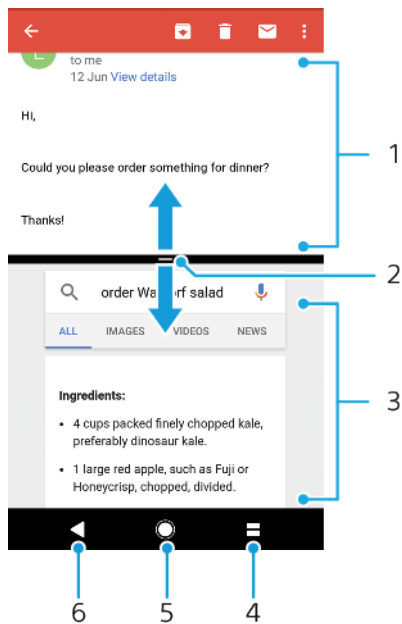 to me
12 Jun View details
Hi,
Could you please order something for dinner?
Thanks!
1
2
order Wa rf salad
ALL IMAGES VIDEOS NEWS
3
Ingredients:
• 4 cups packed finely chopped kale,
preferably dinosaur kale.
• 1 large red apple, such as Fuji or
Honeycrisp, chopped, divided.
6 5 4